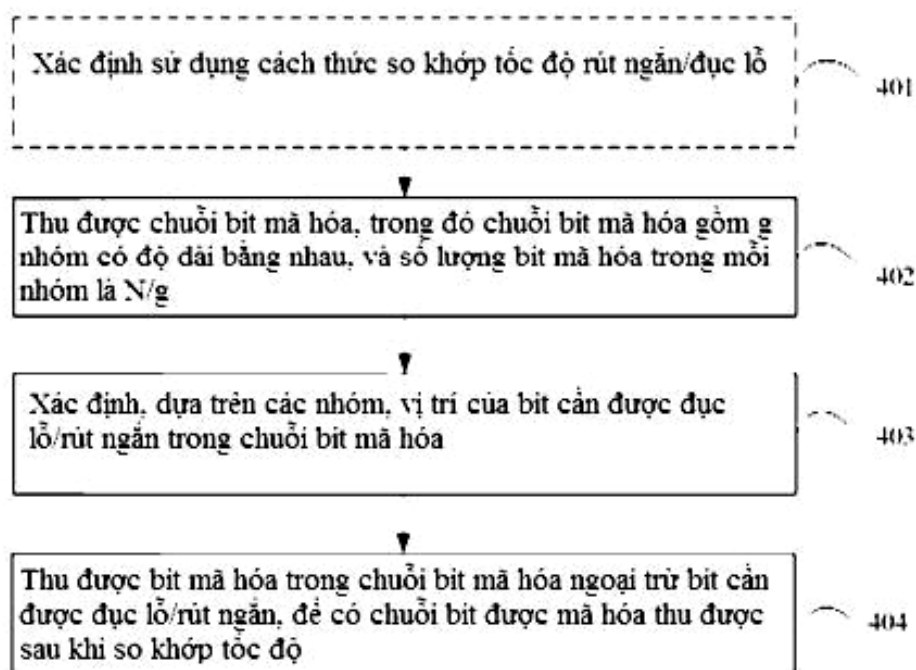 Xác định sử dụng cách thức so khớp tốc độ rút ngắn/đục lỗ
401
Thu được chuỗi bit mã hóa, trong đó chuỗi bit mã hóa gồm g
nhóm có độ dài bằng nhau, và số lượng bit mã hóa trong mỗi
nhóm là N/g
402
Xác định, dựa trên các nhóm, vị trí của bit cần được đục
lỗ/rút ngắn trong chuỗi bit mã hóa
403
Thu được bit mã hóa trong chuỗi bit mã hóa ngoại trừ bit cần
được đục lỗ/rút ngắn, để có chuỗi bit được mã hóa thu được
sau khi so khớp tốc độ
404